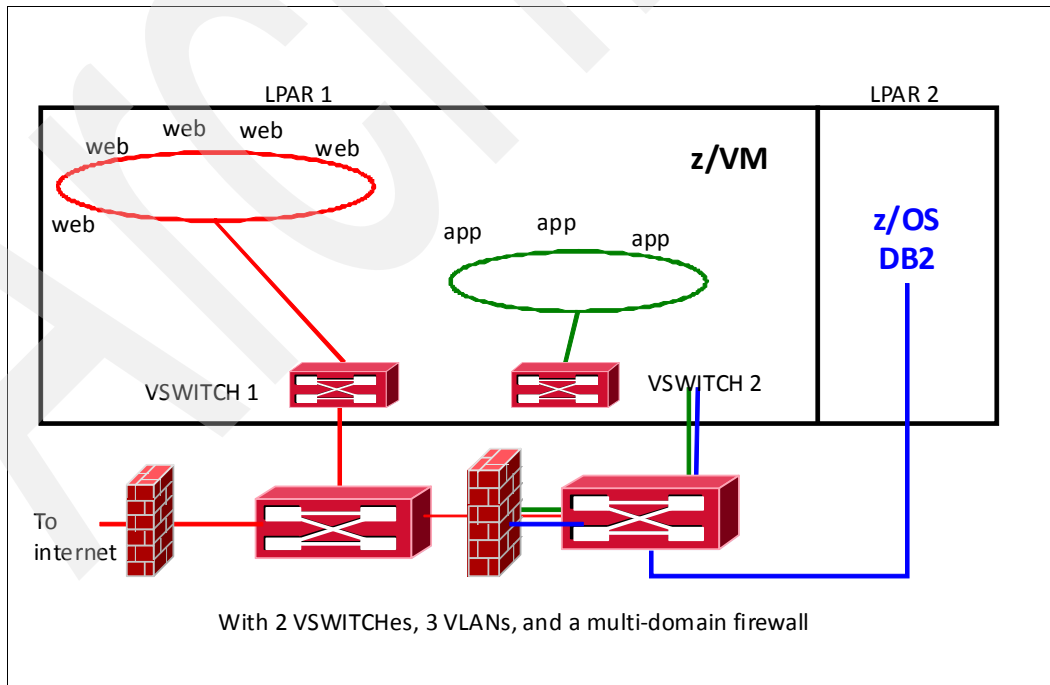 LPAR 1
LPAR 2
web
web
web
web
web
z/VM
app
app
app
z/OS
DB2
VSWITCH 1
VSWITCH 2
To
internet
With 2 VSWITCHes, 3 VLANs, and a multi-domain firewall